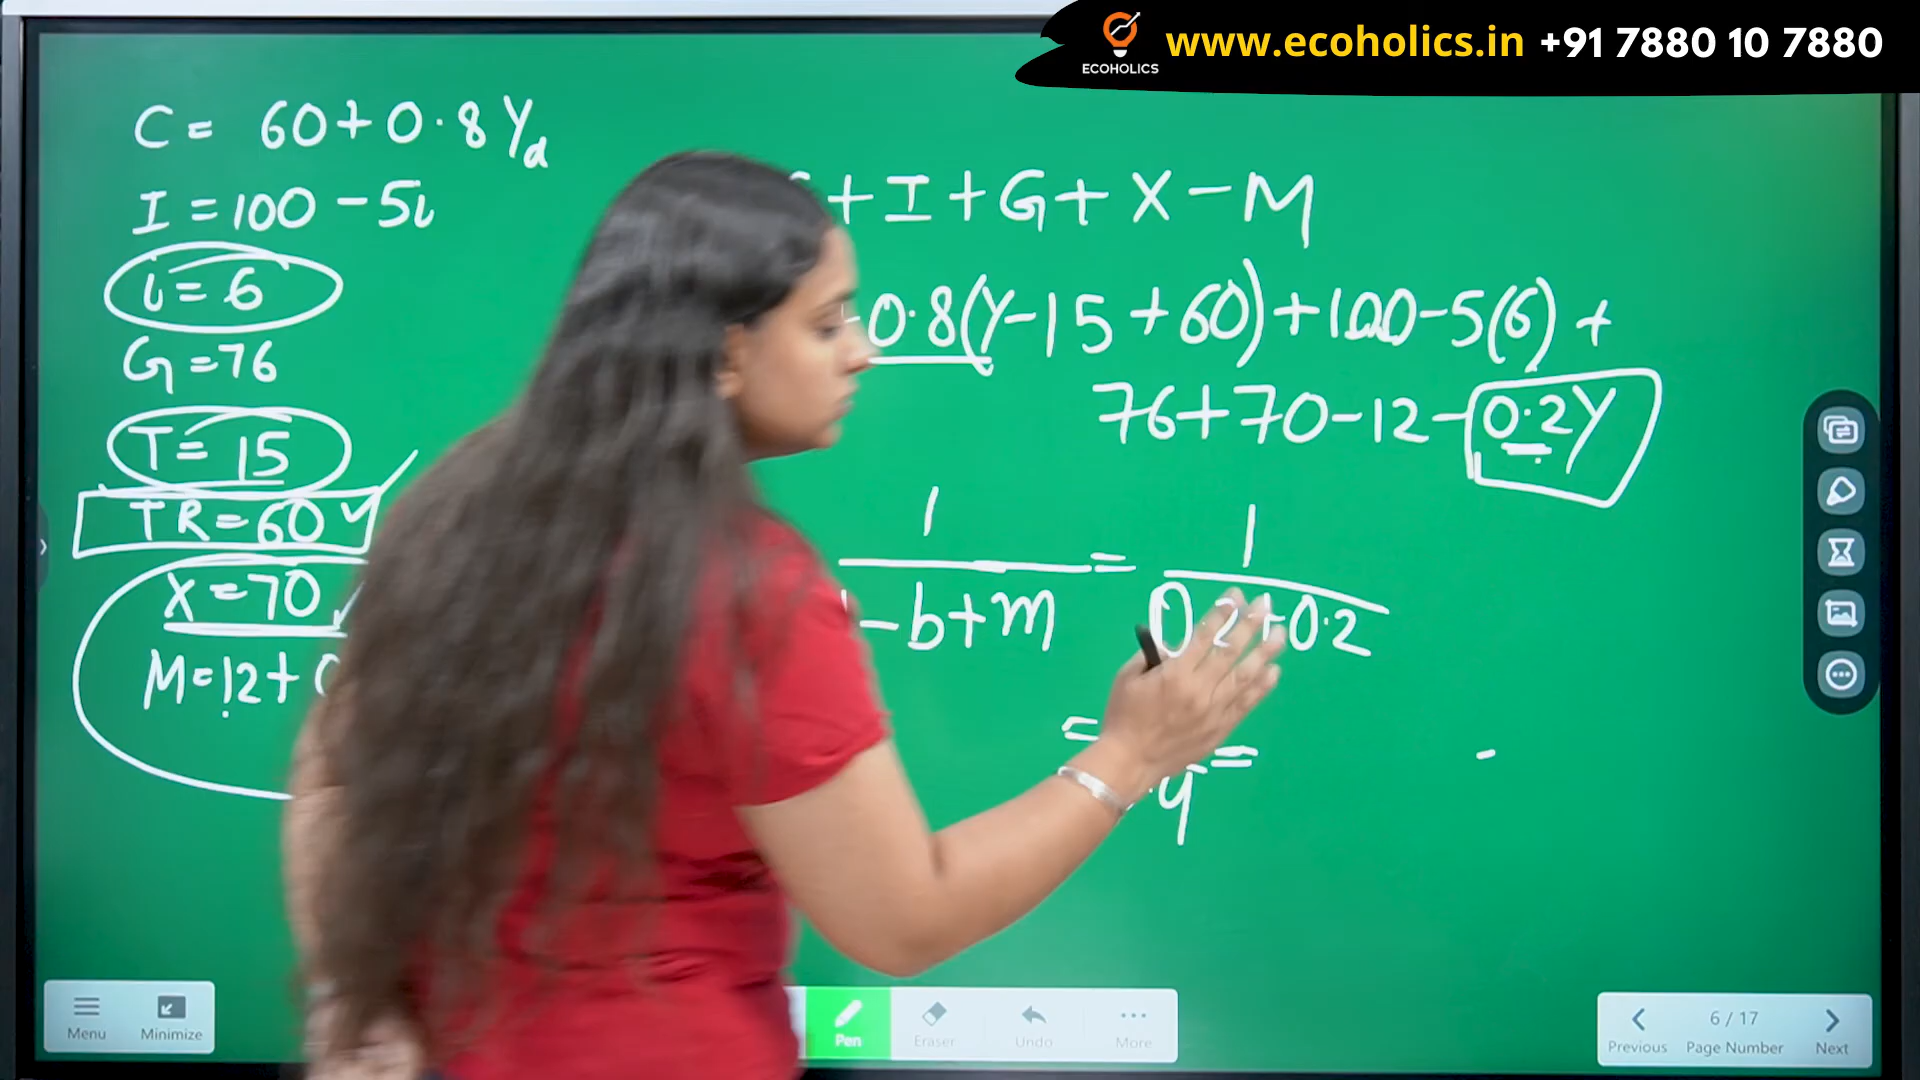 www.ecoholics.in +91 7880 10 7880
ECOHOLICS
C = 60 + 0.8 Yd
I = 100 - 5i
i = 6
G = 76
T = 15
TR = 60 ✓
X = 70
M = 12 +
+ I + G + X - M
0.8(Y - 15 + 60) + 100 - 5(6) +
76 + 70 - 12 - 0.2Y
1
- b + m
=
1
0.2 + 0.2
=
.4 =
-
Menu
Minimize
Pen
Eraser
Undo
More
Previous
6 / 17
Page Number
Next